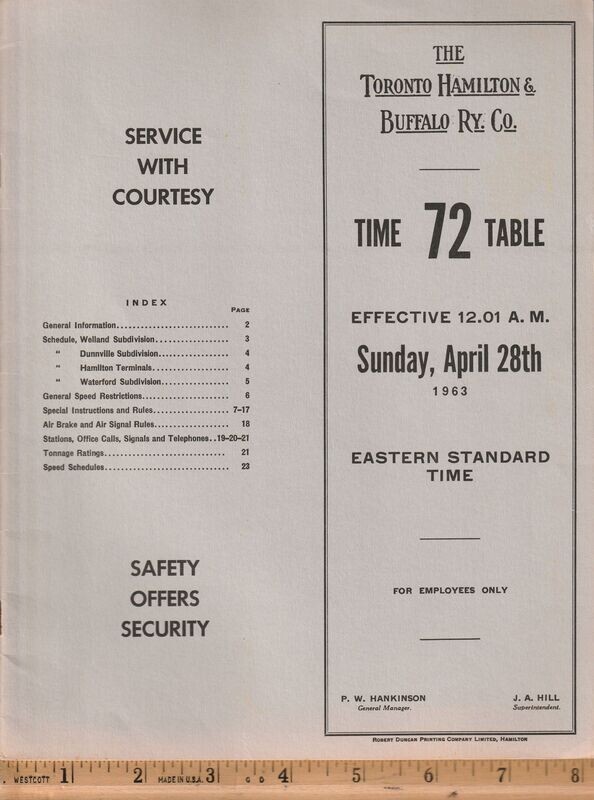 SERVICE
WITH
COURTESY
INDEX
PAGE
General Information............................ 2
Schedule, Welland Subdivision.................. 3
" Dunnville Subdivision.................. 4
" Hamilton Terminals.................. 4
" Waterford Subdivision.................. 5
General Speed Restrictions...................... 6
Special Instructions and Rules................... 7–17
Air Brake and Air Signal Rules................... 18
Stations, Office Calls, Signals and Telephones..19–20–21
Tonnage Ratings.............................. 21
Speed Schedules............................... 23
SAFETY
OFFERS
SECURITY
THE
TORONTO HAMILTON &
BUFFALO RY. CO.
TIME 72 TABLE
EFFECTIVE 12.01 A. M.
Sunday, April 28th
1963
EASTERN STANDARD
TIME
FOR EMPLOYEES ONLY
P. W. HANKINSON
General Manager.
J. A. HILL
Superintendent.
ROBERT DUNCAN PRINTING COMPANY LIMITED, HAMILTON
WESTCOTT 1 2 MADE IN U.S.A. 3 4 5 6 7 8